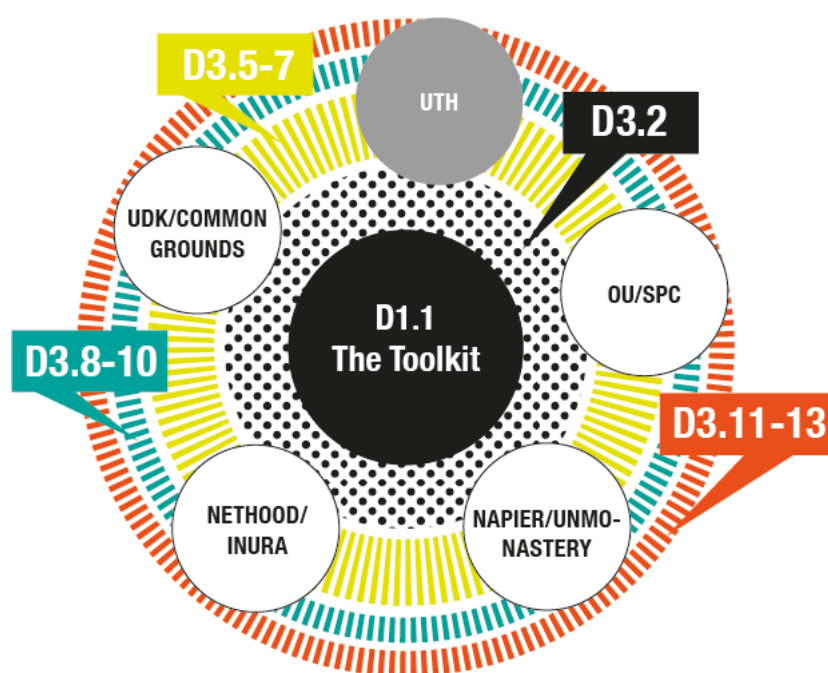 D3.5-7
UTH
D3.2
UDK/COMMON
GROUNDS
OU/SPC
D1.1
The Toolkit
D3.8-10
D3.11-13
NETHOOD/
INURA
NAPIER/UNMO-
NASTERY